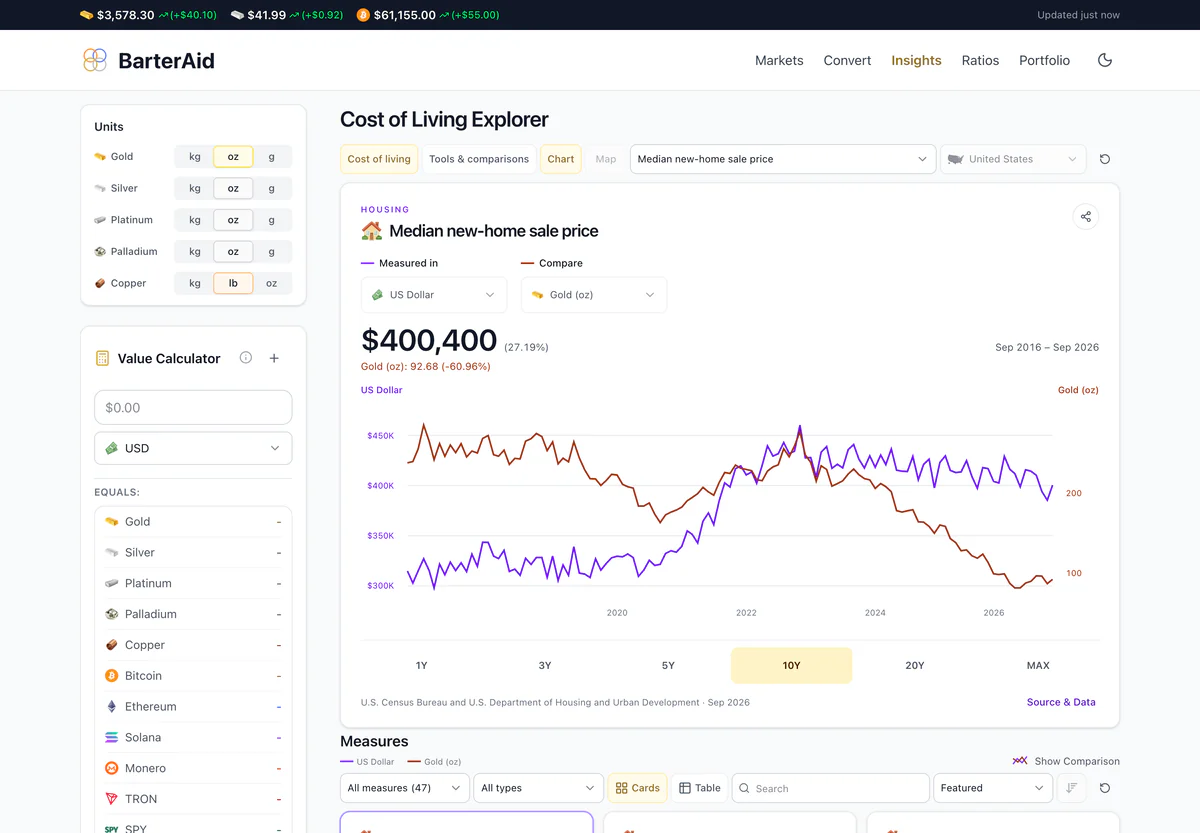 $3,578.30 (+$40.10) $41.99 (+$0.92) $61,155.00 (+$55.00) Updated just now
BarterAid
Markets Convert Insights Ratios Portfolio
Units
Gold kg oz g
Silver kg oz g
Platinum kg oz g
Palladium kg oz g
Copper kg lb oz
Value Calculator
$0.00
USD
EQUALS:
Gold -
Silver -
Platinum -
Palladium -
Copper -
Bitcoin -
Ethereum -
Solana -
Monero -
TRON -
SPY SPY -
Cost of Living Explorer
Cost of living Tools & comparisons Chart Map Median new-home sale price United States
HOUSING
Median new-home sale price
Measured in Compare
US Dollar Gold (oz)
$400,400 (27.19%) Sep 2016 – Sep 2026
Gold (oz): 92.68 (-60.96%)
US Dollar Gold (oz)
$450K
$400K
$350K
$300K
200
100
2020 2022 2024 2026
1Y 3Y 5Y 10Y 20Y MAX
U.S. Census Bureau and U.S. Department of Housing and Urban Development · Sep 2026 Source & Data
Measures
US Dollar Gold (oz) Show Comparison
All measures (47) All types Cards Table Search Featured